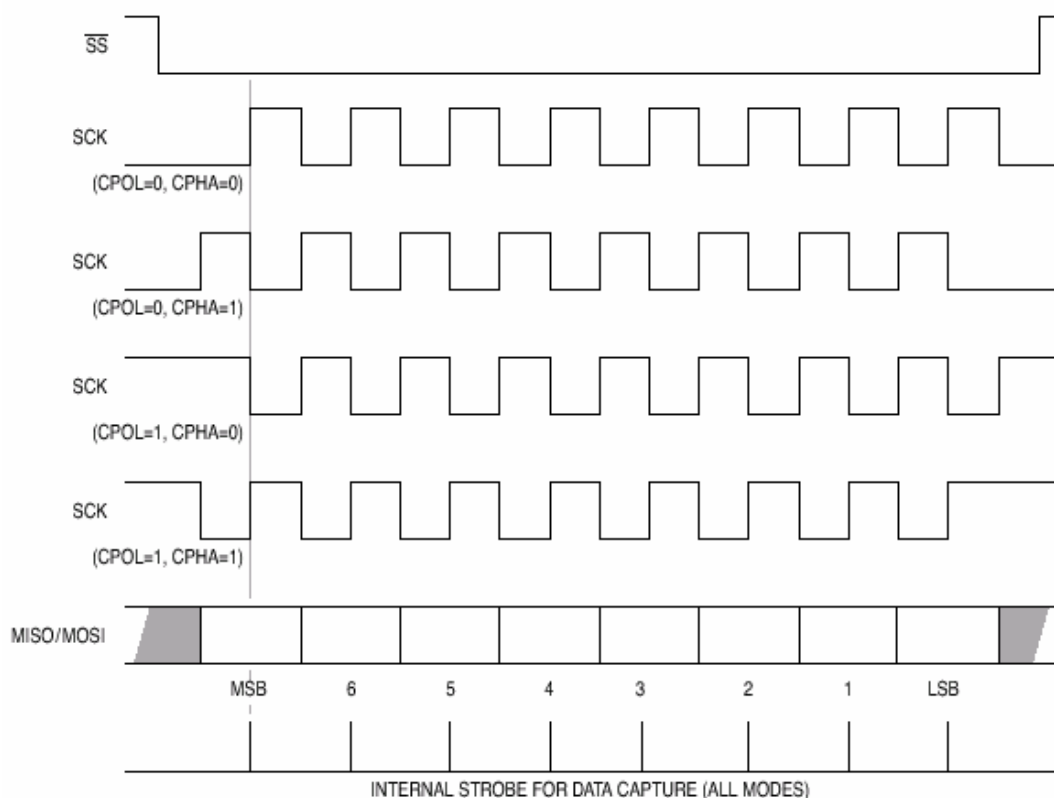 SS
SCK
(CPOL=0, CPHA=0)
SCK
(CPOL=0, CPHA=1)
SCK
(CPOL=1, CPHA=0)
SCK
(CPOL=1, CPHA=1)
MISO/MOSI
MSB 6 5 4 3 2 1 LSB
INTERNAL STROBE FOR DATA CAPTURE (ALL MODES)